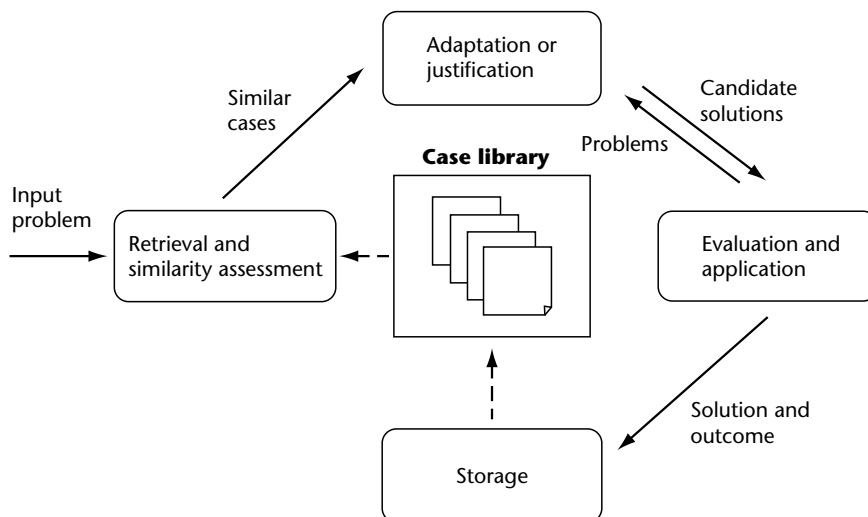 Adaptation or
justification
Similar
cases
Candidate
solutions
Problems
Case library
Input
problem
Retrieval and
similarity assessment
Evaluation and
application
Solution and
outcome
Storage